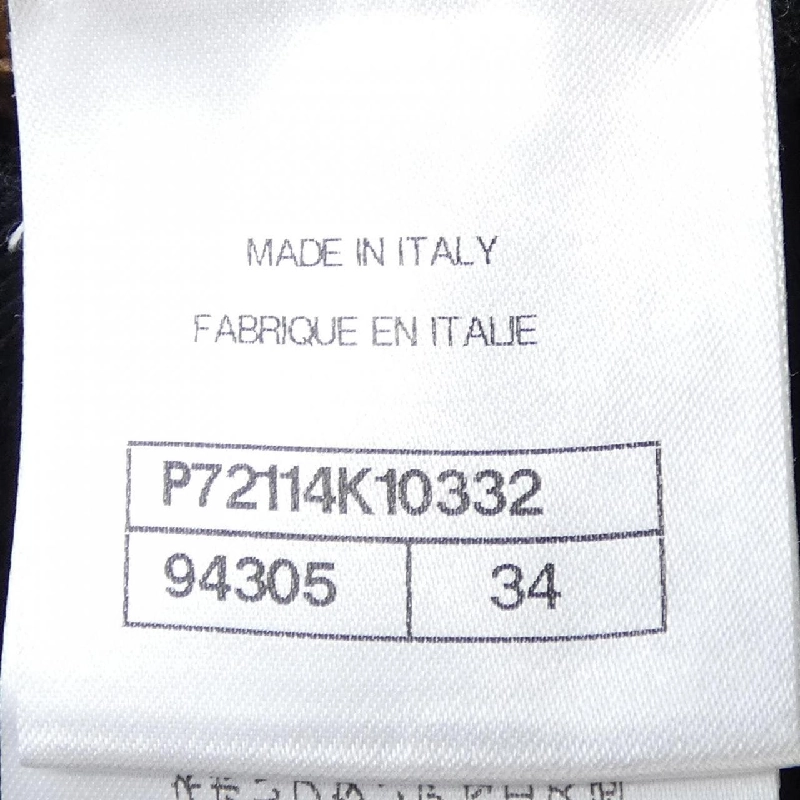 MADE IN ITALY
FABRIQUE EN ITALIE
P72114K10332
94305 34